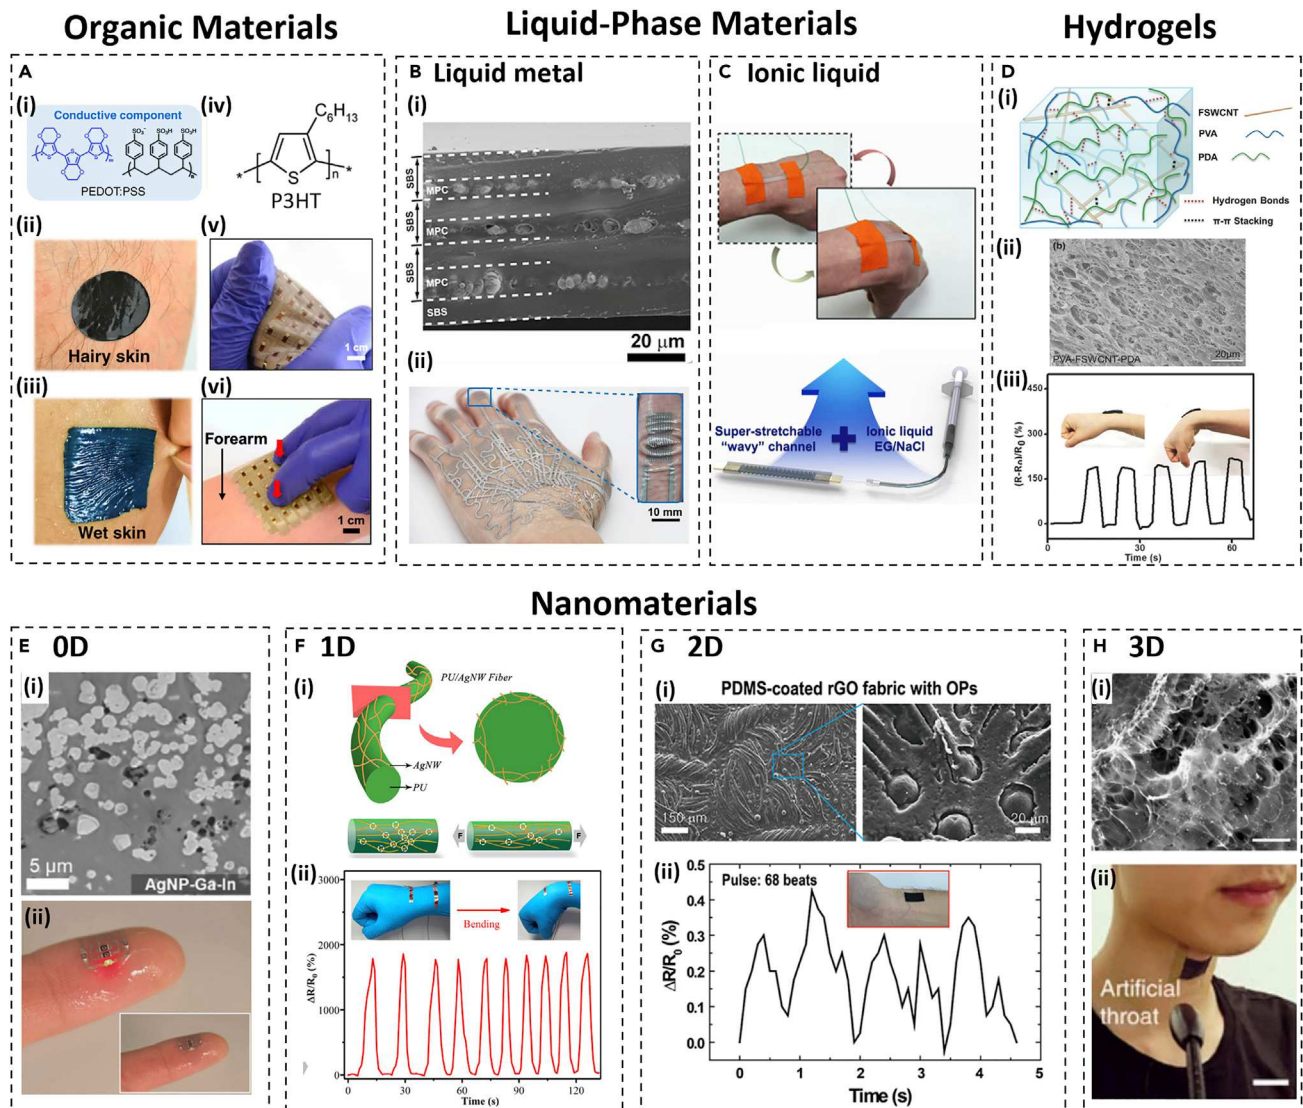 Organic Materials
Liquid-Phase Materials
Hydrogels
A
(i)
Conductive component
SO₃⁻
SO₃H
SO₃H
m
n
PEDOT:PSS
(iv)
C₆H₁₃
*
S
n
*
P3HT
(ii)
Hairy skin
(v)
1 cm
(iii)
Wet skin
(vi)
Forearm
1 cm
B Liquid metal
(i)
SBS
MPC
SBS
MPC
SBS
MPC
SBS
20 μm
(ii)
10 mm
C Ionic liquid
Super-stretchable
"wavy" channel
Ionic liquid
EG/NaCl
D
(i)
FSWCNT
PVA
PDA
Hydrogen Bonds
π-π Stacking
(ii)
(b)
PVA-FSWCNT-PDA
20μm
(iii)
450
300
150
0
(R-R₀)/R₀ (%)
0
30
60
Time (s)
Nanomaterials
E 0D
(i)
5 μm
AgNP-Ga-In
(ii)
F 1D
(i)
PU/AgNW Fiber
AgNW
PU
F
F
(ii)
3000
2000
1000
0
ΔR/R₀ (%)
Bending
0
30
60
90
120
Time (s)
G 2D
(i)
PDMS-coated rGO fabric with OPs
150 μm
20 μm
(ii)
Pulse: 68 beats
0.5
0.4
0.3
0.2
0.1
0.0
ΔR/R₀ (%)
0
1
2
3
4
5
Time (s)
H 3D
(i)
(ii)
Artificial
throat